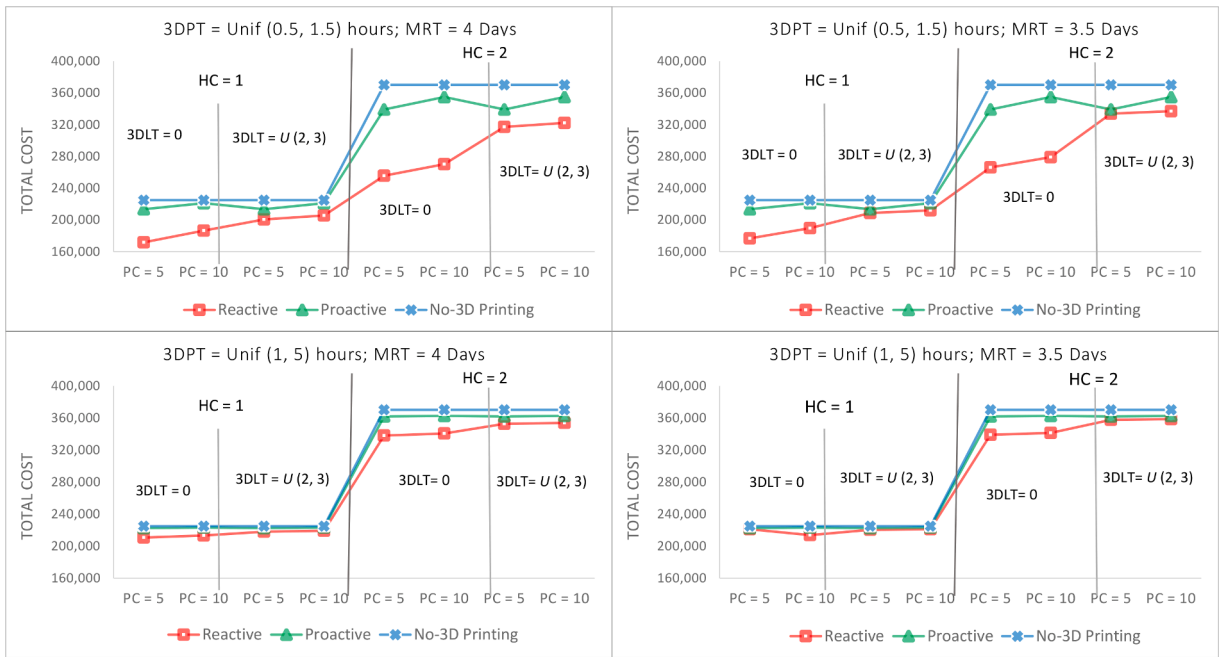 3DPT = Unif (0.5, 1.5) hours; MRT = 4 Days
HC = 2
400,000
HC = 1
360,000
320,000
3DLT = 0
3DLT = U (2, 3)
280,000
3DLT= U (2, 3)
240,000
3DLT= 0
200,000
160,000
TOTAL COST
PC = 5 PC = 10 PC = 5 PC = 10 PC = 5 PC = 10 PC = 5 PC = 10
Reactive Proactive No-3D Printing
3DPT = Unif (0.5, 1.5) hours; MRT = 3.5 Days
HC = 2
400,000
HC = 1
360,000
320,000
3DLT = 0
3DLT = U (2, 3)
280,000
3DLT= U (2, 3)
240,000
3DLT= 0
200,000
160,000
TOTAL COST
PC = 5 PC = 10 PC = 5 PC = 10 PC = 5 PC = 10 PC = 5 PC = 10
Reactive Proactive No-3D Printing
3DPT = Unif (1, 5) hours; MRT = 4 Days
HC = 2
400,000
HC = 1
360,000
320,000
280,000
3DLT = 0
3DLT = U (2, 3)
3DLT= 0
3DLT= U (2, 3)
240,000
200,000
160,000
TOTAL COST
PC = 5 PC = 10 PC = 5 PC = 10 PC = 5 PC = 10 PC = 5 PC = 10
Reactive Proactive No-3D Printing
3DPT = Unif (1, 5) hours; MRT = 3.5 Days
HC = 2
400,000
HC = 1
360,000
320,000
280,000
3DLT = 0
3DLT = U (2, 3)
3DLT= 0
3DLT= U (2, 3)
240,000
200,000
160,000
TOTAL COST
PC = 5 PC = 10 PC = 5 PC = 10 PC = 5 PC = 10 PC = 5 PC = 10
Reactive Proactive No-3D Printing